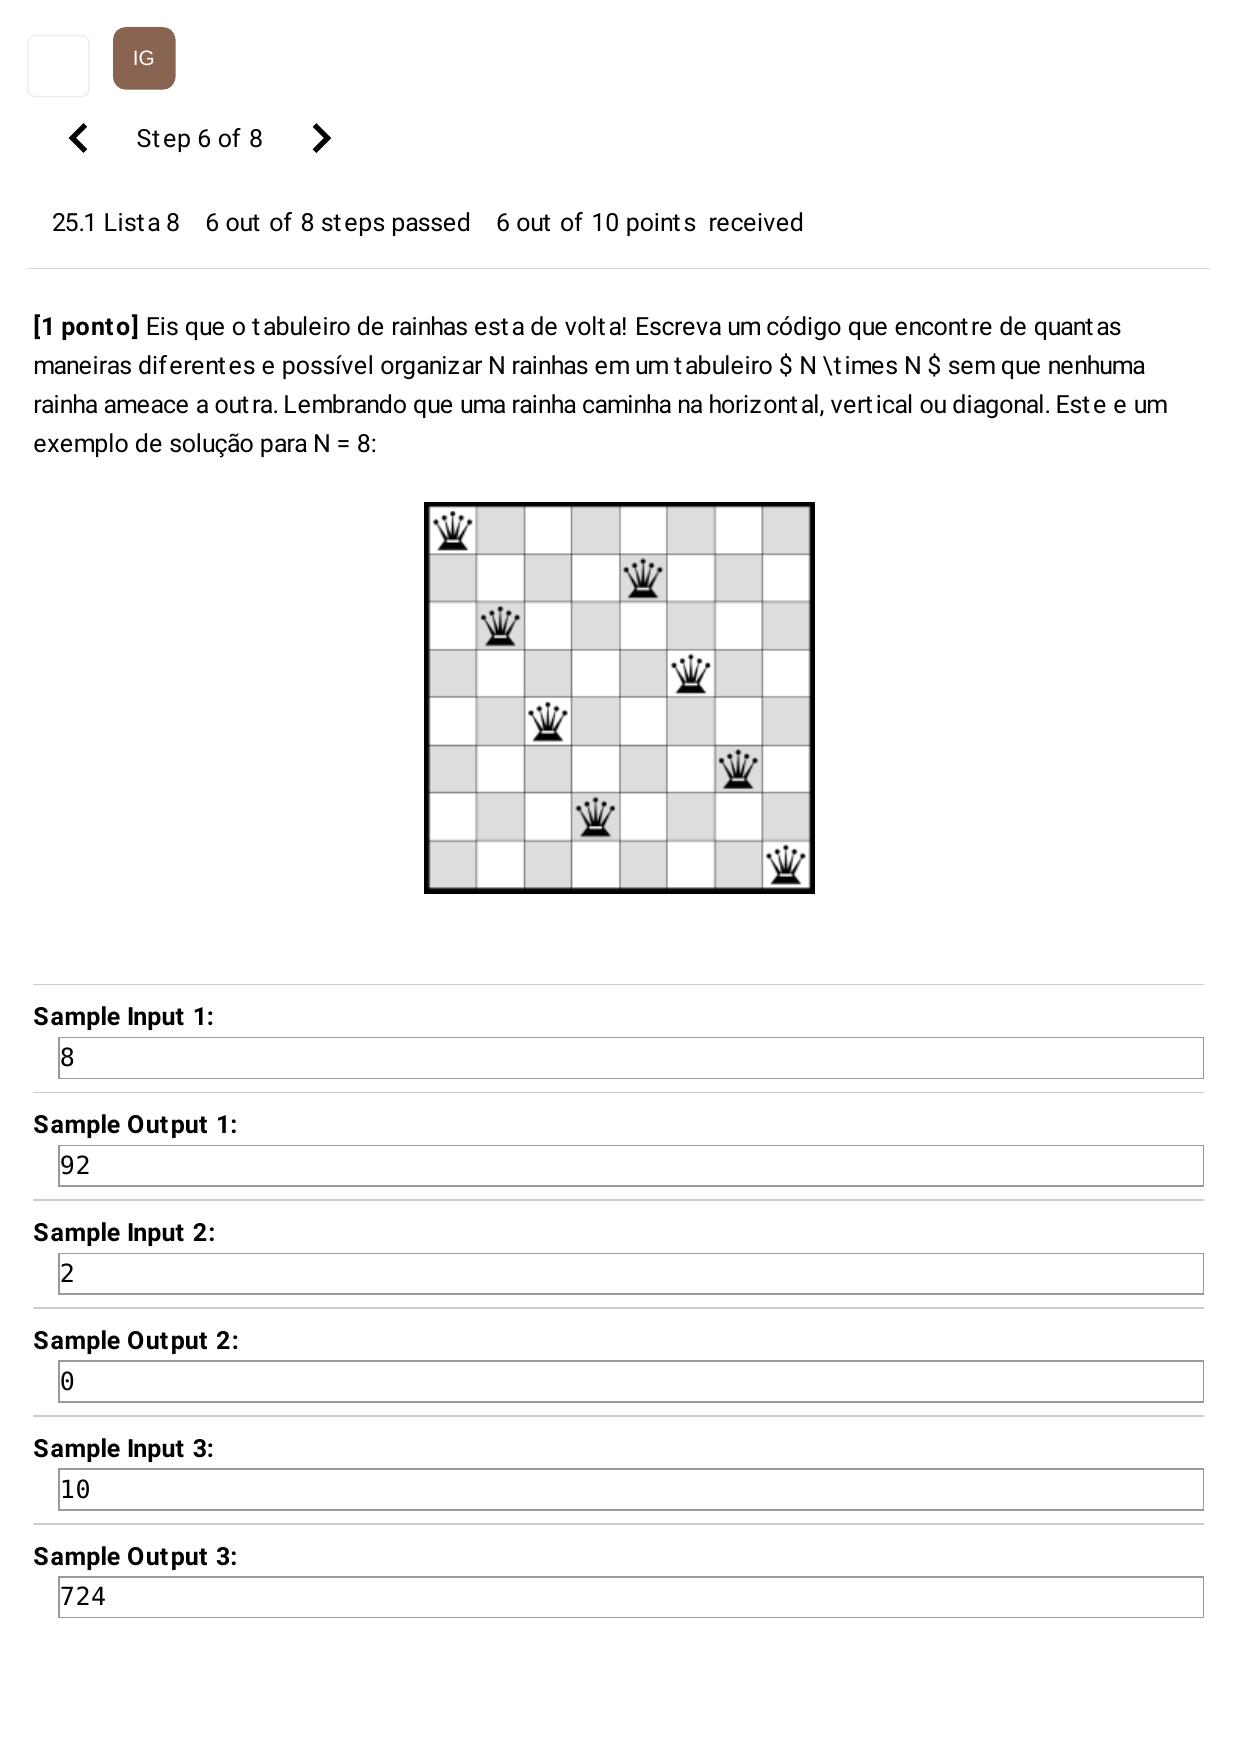 IG
Step 6 of 8
25.1 Lista 8 6 out of 8 steps passed 6 out of 10 points received
[1 ponto] Eis que o tabuleiro de rainhas esta de volta! Escreva um código que encontre de quantas
maneiras diferentes e possível organizar N rainhas em um tabuleiro $ N \times N $ sem que nenhuma
rainha ameace a outra. Lembrando que uma rainha caminha na horizontal, vertical ou diagonal. Este e um
exemplo de solução para N = 8:
Sample Input 1:
8
Sample Output 1:
92
Sample Input 2:
2
Sample Output 2:
0
Sample Input 3:
10
Sample Output 3:
724